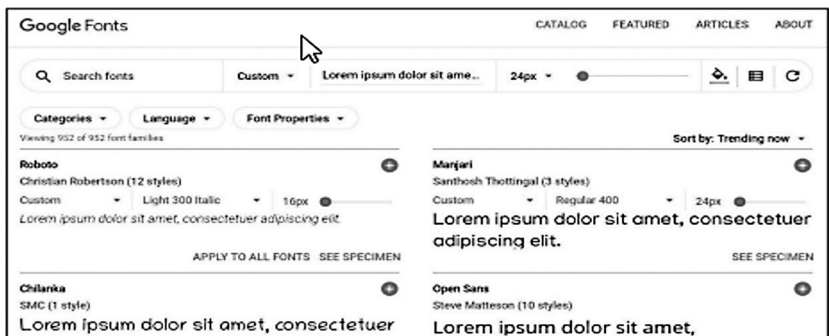 Google Fonts
CATALOG FEATURED ARTICLES ABOUT
Search fonts Custom Lorem ipsum dolor sit ame... 24px
Categories Language Font Properties
Viewing 952 of 952 font families
Sort by: Trending now
Roboto
Christian Robertson (12 styles)
Custom Light 300 Italic 16px
Lorem ipsum dolor sit amet, consectetuer adipiscing elit.
APPLY TO ALL FONTS SEE SPECIMEN
Manjari
Santhosh Thottingal (3 styles)
Custom Regular 400 24px
Lorem ipsum dolor sit amet, consectetuer
adipiscing elit.
SEE SPECIMEN
Chilanka
SMC (1 style)
Lorem ipsum dolor sit amet, consectetuer
Open Sans
Steve Matteson (10 styles)
Lorem ipsum dolor sit amet,